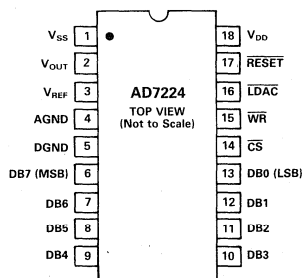 V_SS 1 18 V_DD
V_OUT 2 17 RESET
V_REF 3 AD7224 16 LDAC
TOP VIEW
AGND 4 (Not to Scale) 15 WR
DGND 5 14 CS
DB7 (MSB) 6 13 DB0 (LSB)
DB6 7 12 DB1
DB5 8 11 DB2
DB4 9 10 DB3